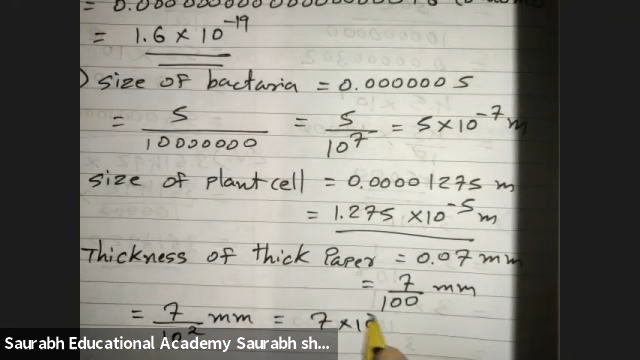 = 1.6 × 10⁻¹⁹
) size of bactaria = 0.0000005
= 5/10000000 = 5/10⁷ = 5×10⁻⁷ m
size of plant cell = 0.00001275 m
= 1.275 × 10⁻⁵ m
Thickness of thick Paper = 0.07 mm
= 7/100 mm
= 7/10² mm = 7×10
Saurabh Educational Academy Saurabh sh...